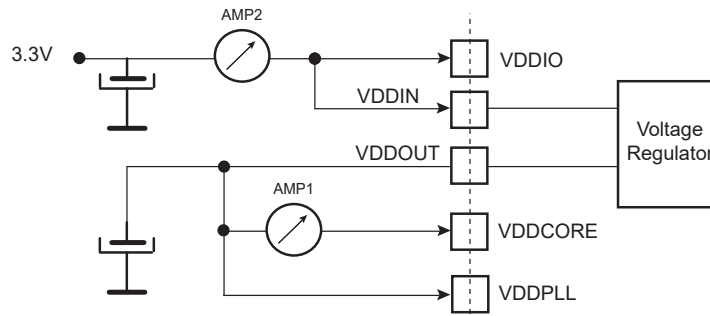 AMP2
3.3V
VDDIO
VDDIN
Voltage
Regulator
VDDOUT
AMP1
VDDCORE
VDDPLL